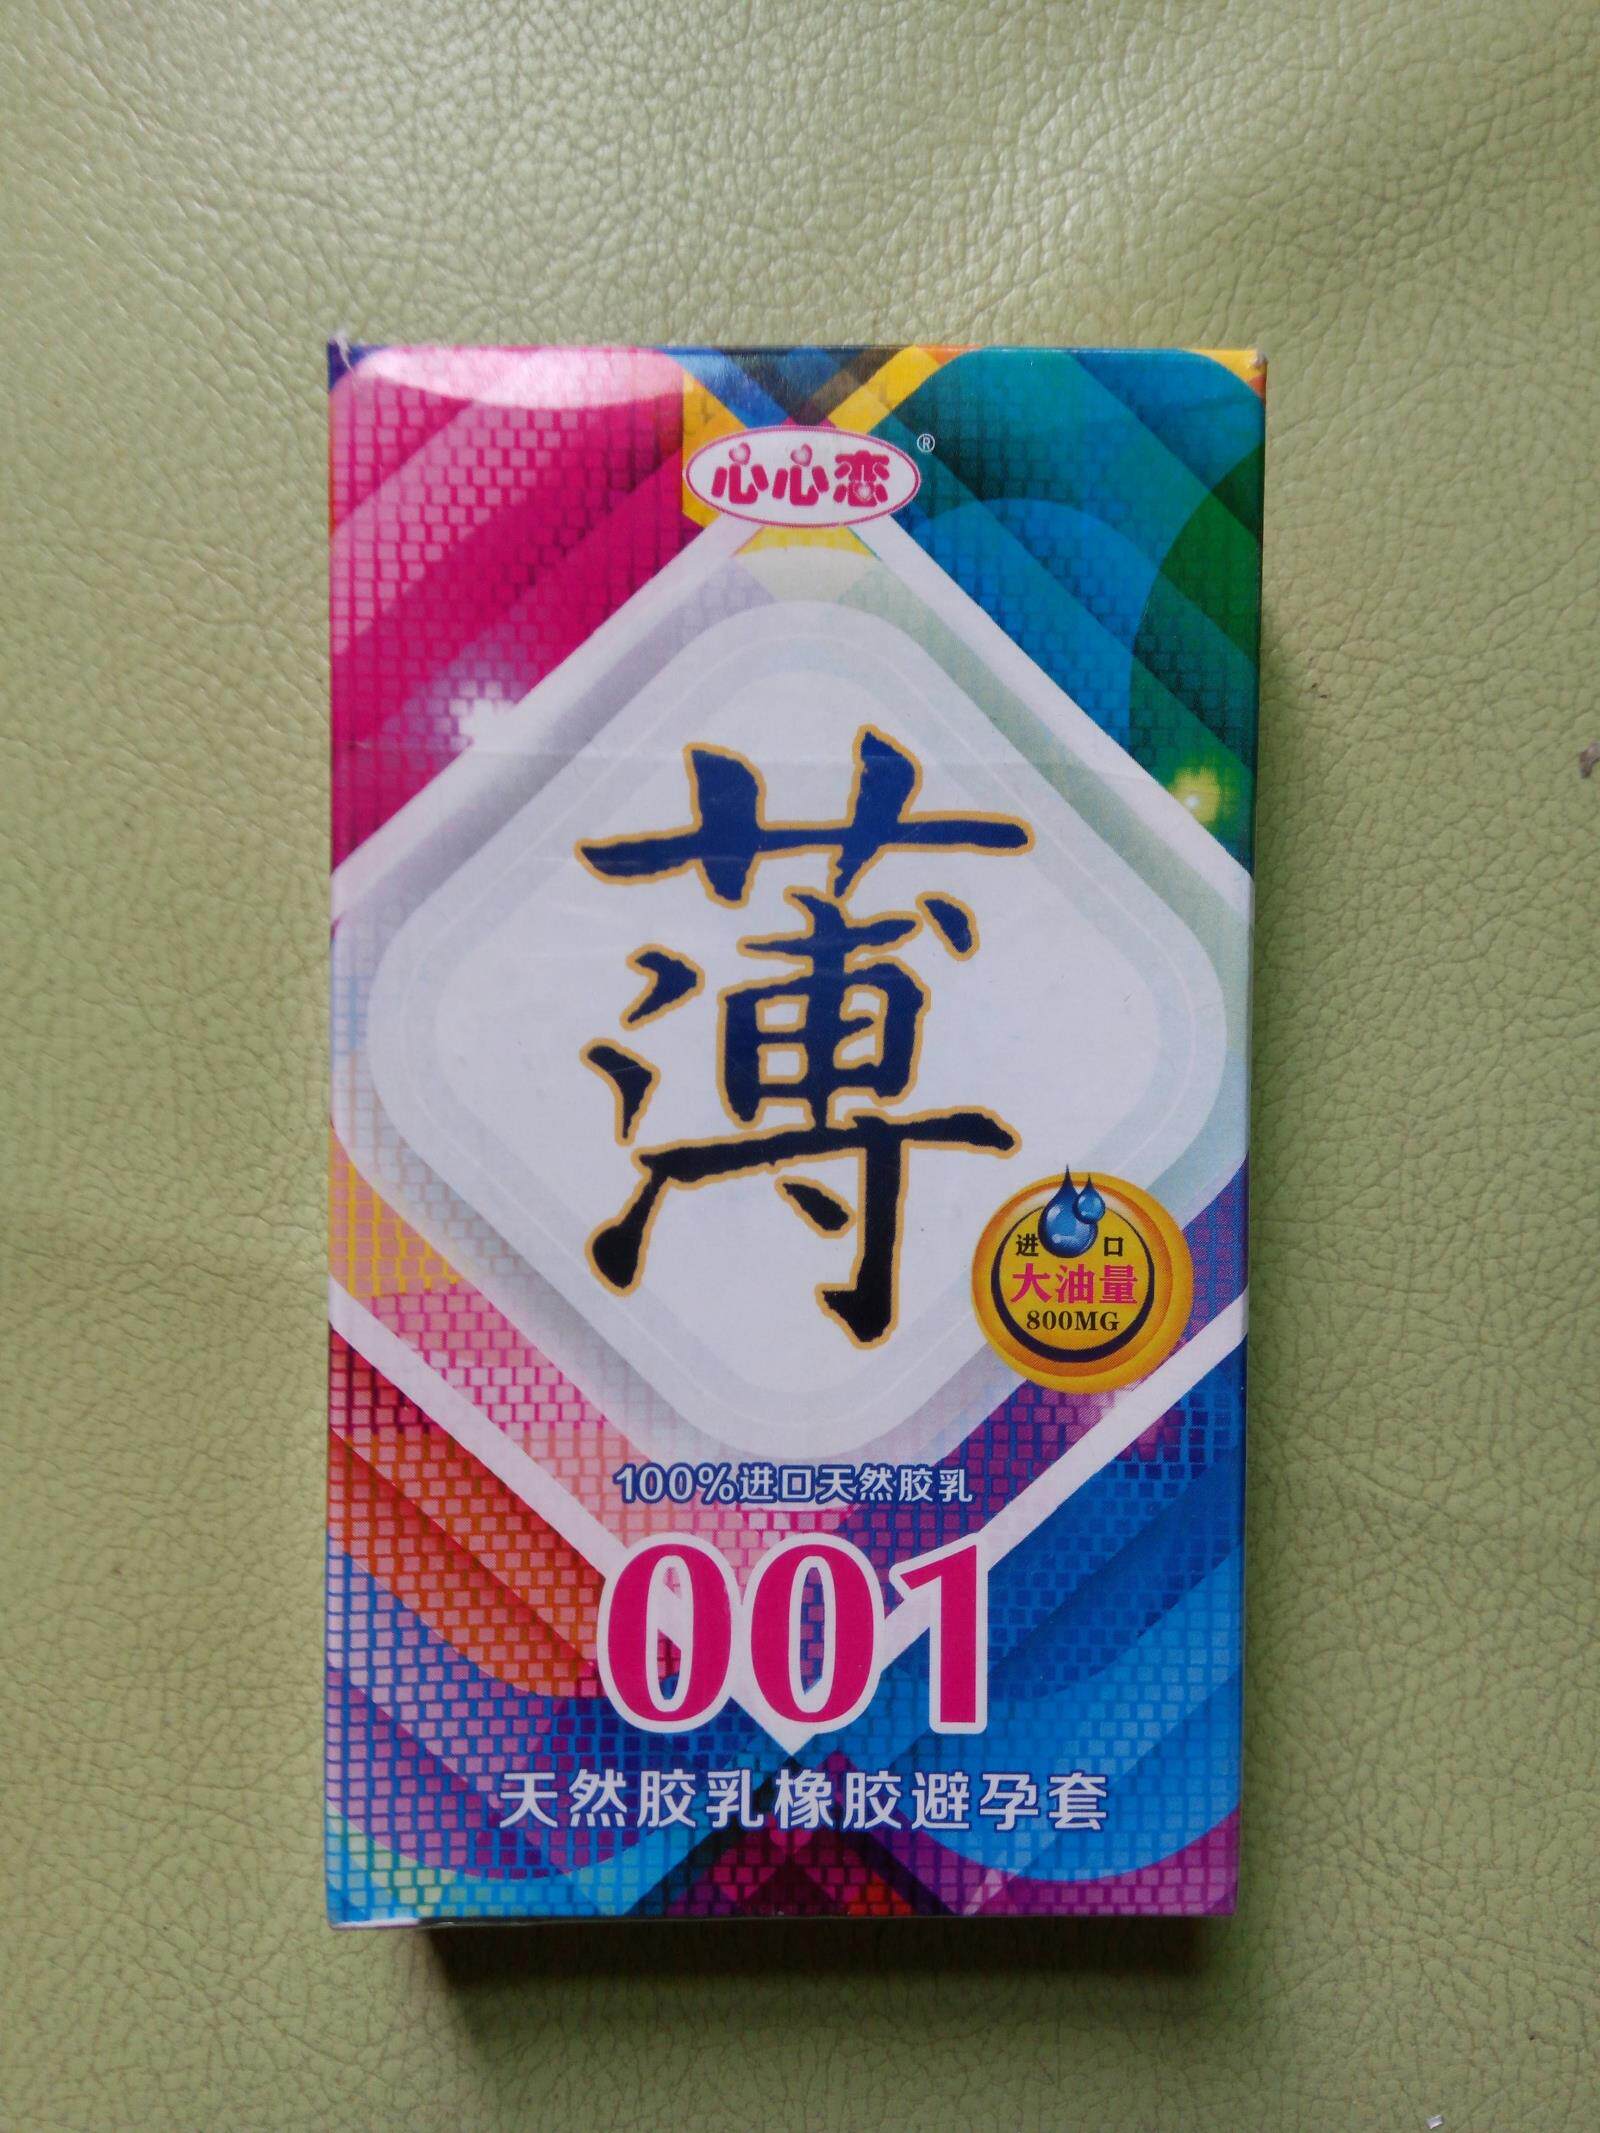 心心恋®
薄
进口
大油量
800MG
100%进口天然胶乳
001
天然胶乳橡胶避孕套